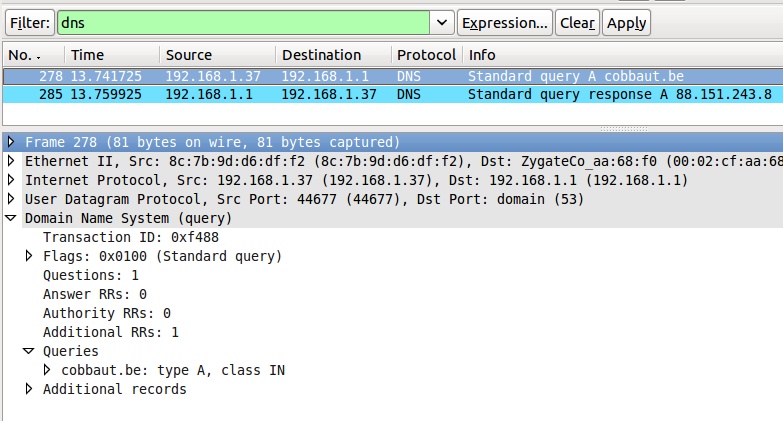 Filter: dns Expression... Clear Apply
No. Time Source Destination Protocol Info
278 13.741725 192.168.1.37 192.168.1.1 DNS Standard query A cobbaut.be
285 13.759925 192.168.1.1 192.168.1.37 DNS Standard query response A 88.151.243.8
Frame 278 (81 bytes on wire, 81 bytes captured)
Ethernet II, Src: 8c:7b:9d:d6:df:f2 (8c:7b:9d:d6:df:f2), Dst: ZygateCo_aa:68:f0 (00:02:cf:aa:68
Internet Protocol, Src: 192.168.1.37 (192.168.1.37), Dst: 192.168.1.1 (192.168.1.1)
User Datagram Protocol, Src Port: 44677 (44677), Dst Port: domain (53)
Domain Name System (query)
Transaction ID: 0xf488
Flags: 0x0100 (Standard query)
Questions: 1
Answer RRs: 0
Authority RRs: 0
Additional RRs: 1
Queries
cobbaut.be: type A, class IN
Additional records